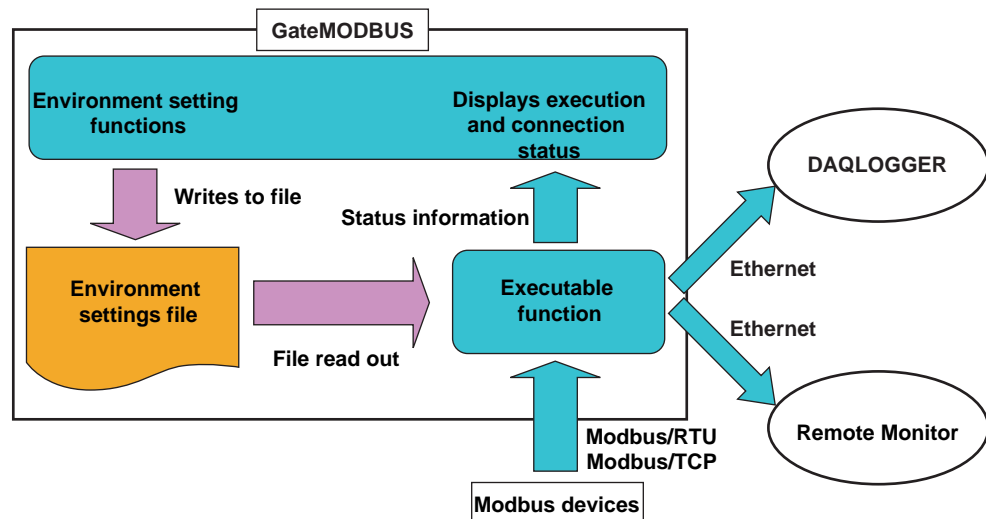 GateMODBUS
Environment setting
functions
Displays execution
and connection
status
Writes to file
Status information
DAQLOGGER
Ethernet
Environment
settings file
Executable
function
File read out
Ethernet
Modbus/RTU
Modbus/TCP
Remote Monitor
Modbus devices